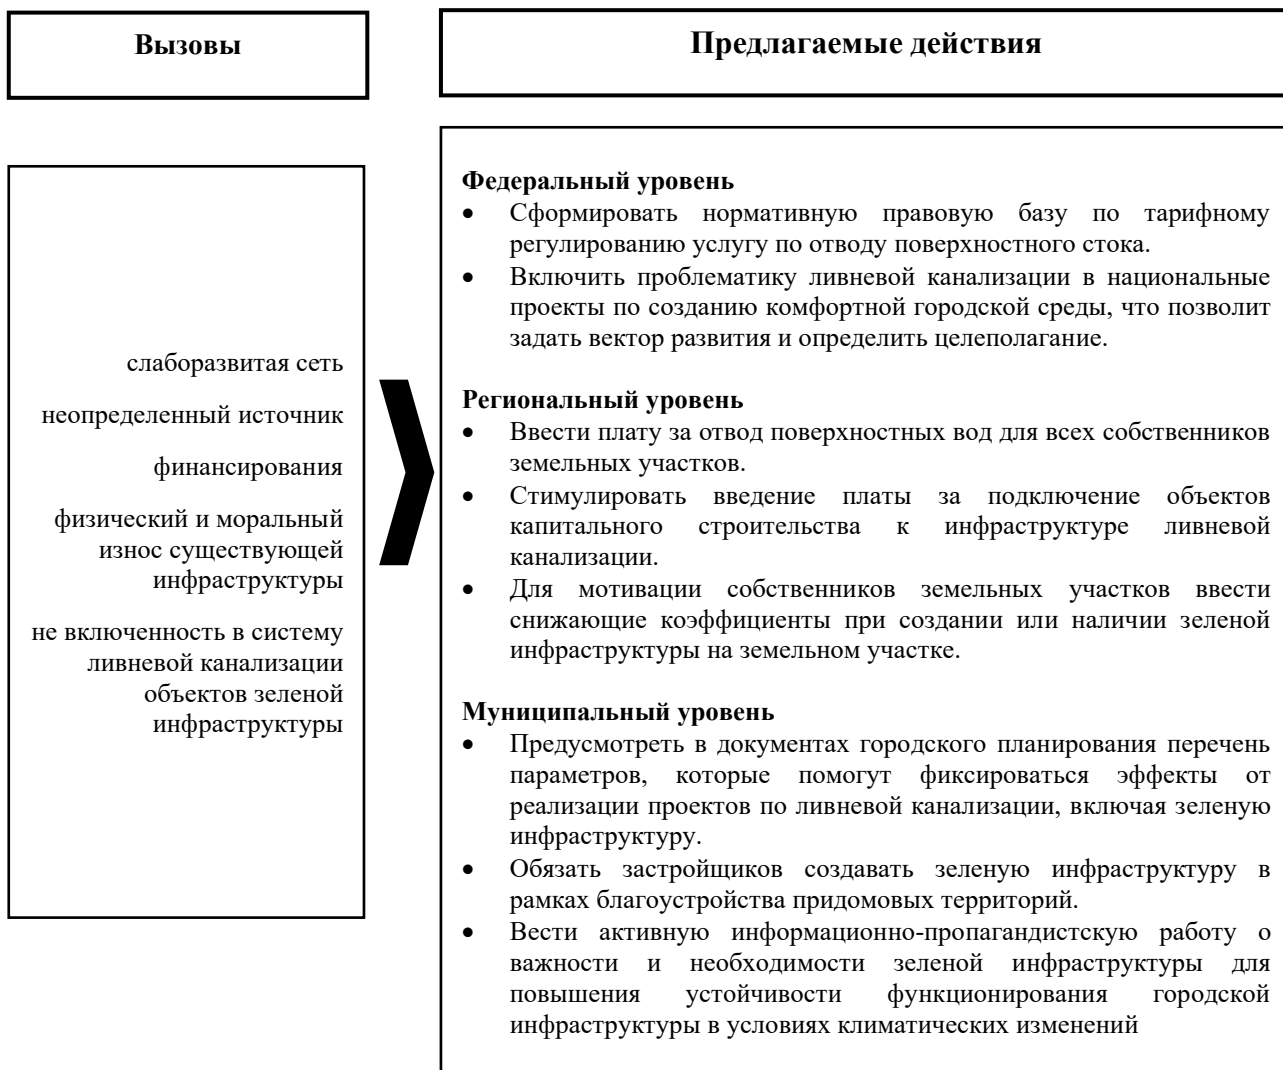 Вызовы
Предлагаемые действия
слаборазвитая сеть
неопределенный источник
финансирования
физический и моральный
износ существующей
инфраструктуры
не включенность в систему
ливневой канализации
объектов зеленой
инфраструктуры
Федеральный уровень
• Сформировать нормативную правовую базу по тарифному
регулированию услугу по отводу поверхностного стока.
• Включить проблематику ливневой канализации в национальные
проекты по созданию комфортной городской среды, что позволит
задать вектор развития и определить целеполагание.
Региональный уровень
• Ввести плату за отвод поверхностных вод для всех собственников
земельных участков.
• Стимулировать введение платы за подключение объектов
капитального строительства к инфраструктуре ливневой
канализации.
• Для мотивации собственников земельных участков ввести
снижающие коэффициенты при создании или наличии зеленой
инфраструктуры на земельном участке.
Муниципальный уровень
• Предусмотреть в документах городского планирования перечень
параметров, которые помогут фиксироваться эффекты от
реализации проектов по ливневой канализации, включая зеленую
инфраструктуру.
• Обязать застройщиков создавать зеленую инфраструктуру в
рамках благоустройства придомовых территорий.
• Вести активную информационно-пропагандистскую работу о
важности и необходимости зеленой инфраструктуры для
повышения устойчивости функционирования городской
инфраструктуры в условиях климатических изменений